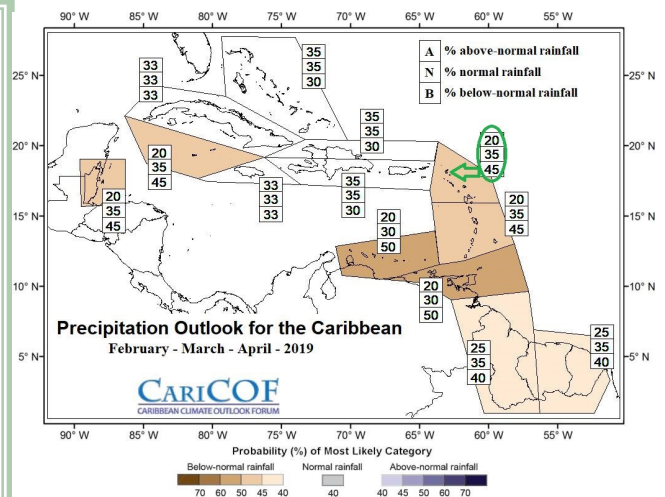 90° W 85° W 80° W 75° W 70° W 65° W 60° W 55° W
25° N
20° N
15° N
10° N
5° N
25° N
20° N
15° N
10° N
5° N
A % above-normal rainfall
N % normal rainfall
B % below-normal rainfall
33
33
33
35
35
30
35
35
30
20
35
45
20
35
45
20
35
45
33
33
33
35
35
30
20
35
45
20
30
50
20
30
50
25
35
40
25
35
40
Precipitation Outlook for the Caribbean
February - March - April - 2019
CARICOF
CARIBBEAN CLIMATE OUTLOOK FORUM
90° W 85° W 80° W 75° W 70° W 65° W 60° W 55° W
Probability (%) of Most Likely Category
Below-normal rainfall Normal rainfall Above-normal rainfall
70 60 50 45 40 40 40 45 50 60 70